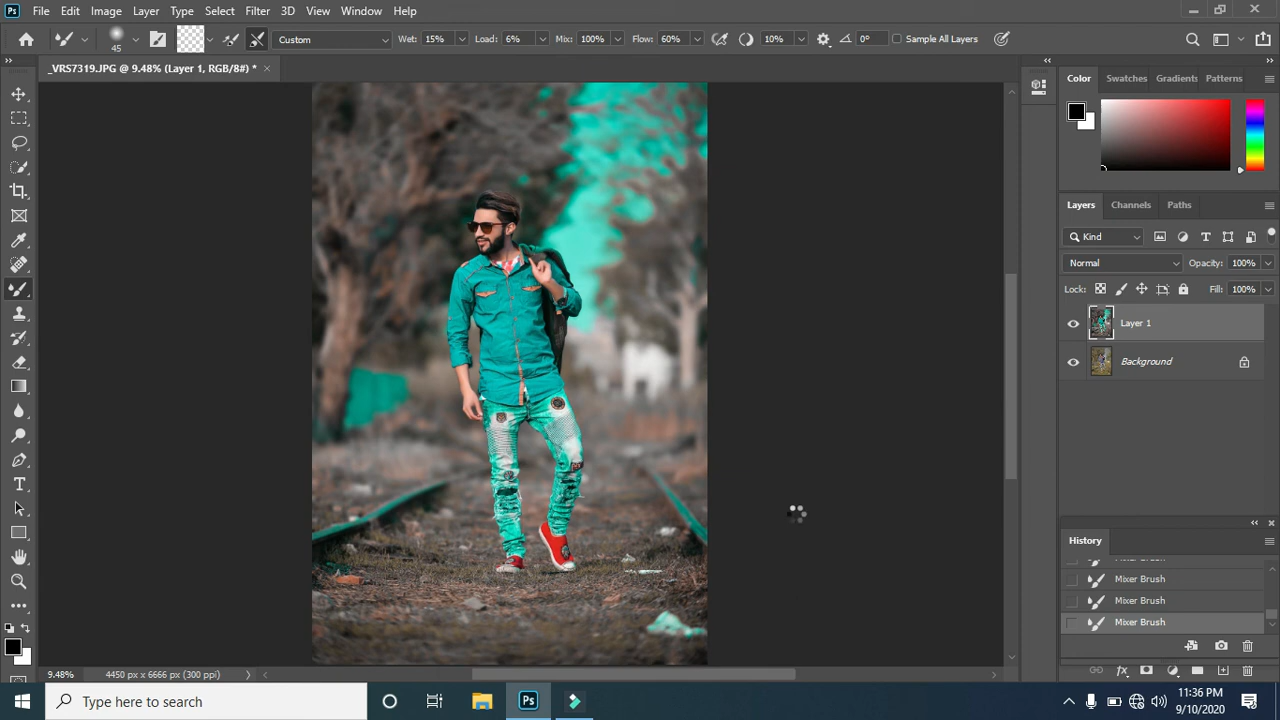 Ps File Edit Image Layer Type Select Filter 3D View Window Help
45 Custom Wet: 15% Load: 6% Mix: 100% Flow: 60% 10% 0° Sample All Layers
_VRS7319.JPG @ 9.48% (Layer 1, RGB/8#) *
Color Swatches Gradients Patterns
Layers Channels Paths
Kind
Normal Opacity: 100%
Lock: Fill: 100%
Layer 1
Background
History
Mixer Brush
Mixer Brush
Mixer Brush
Mixer Brush
9.48% 4450 px x 6666 px (300 ppi)
Type here to search
Ps
11:36 PM
9/10/2020